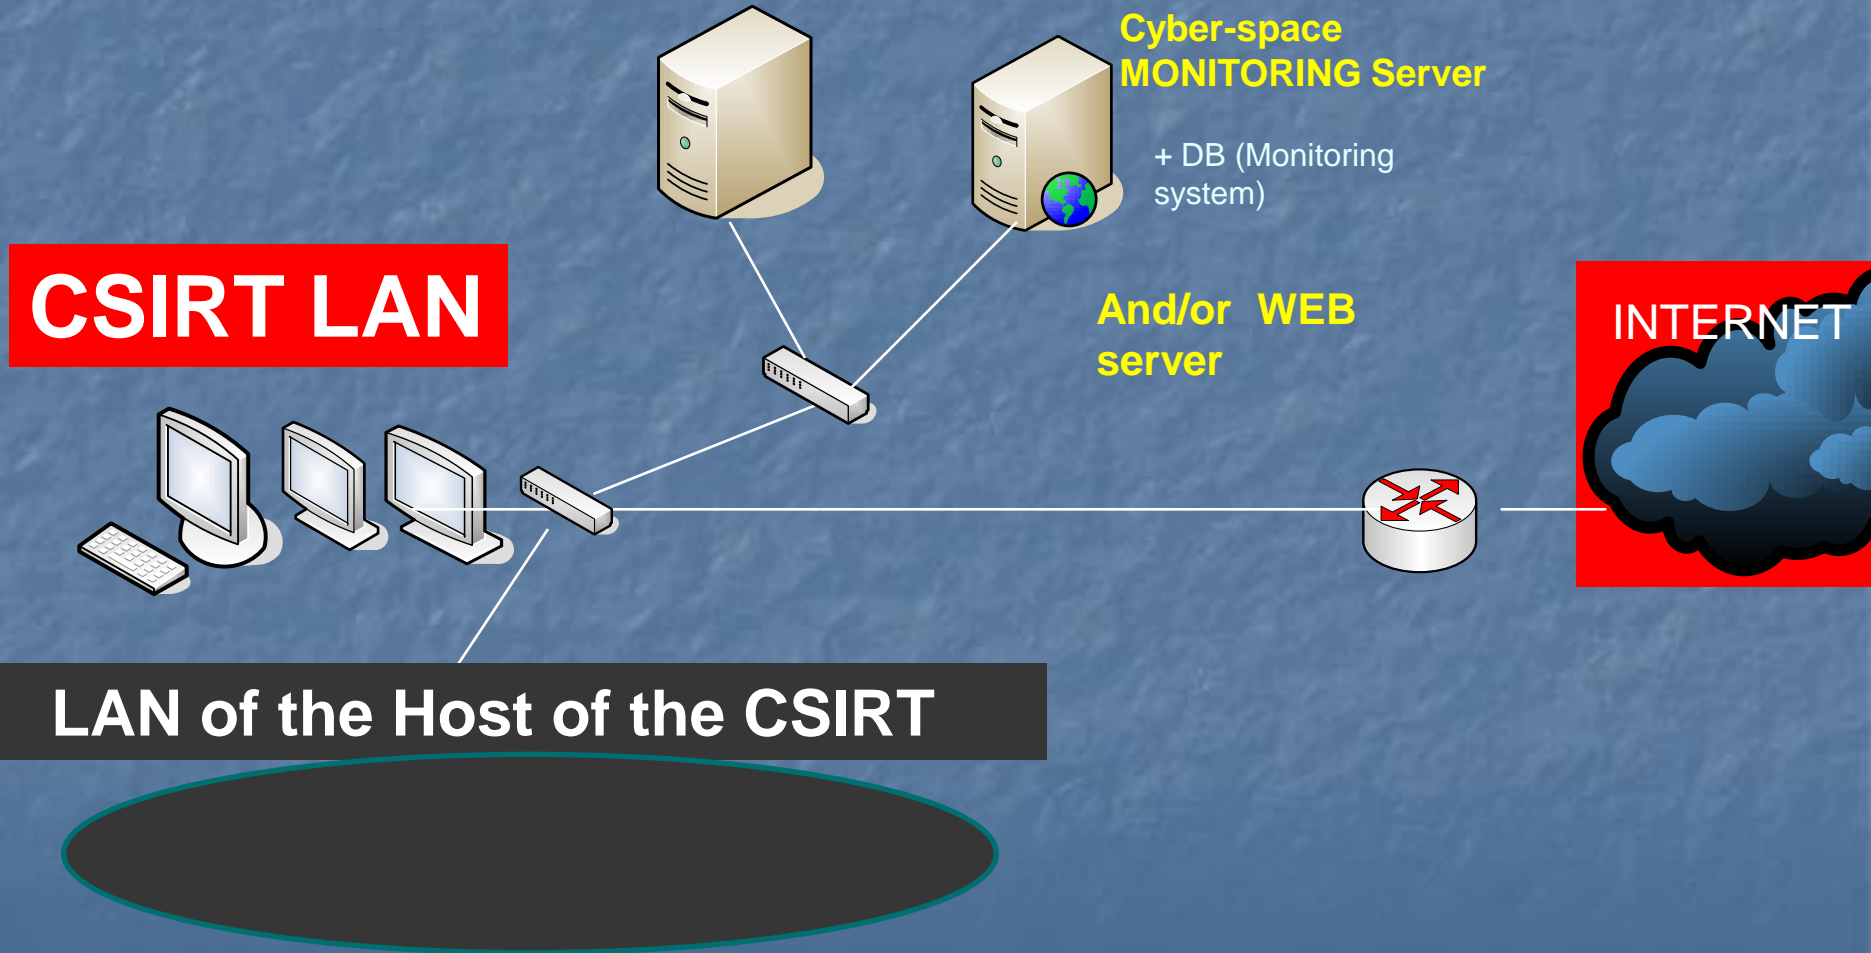 Cyber-space
MONITORING Server
+ DB (Monitoring
system)
CSIRT LAN
And/or WEB
server
INTERNET
LAN of the Host of the CSIRT